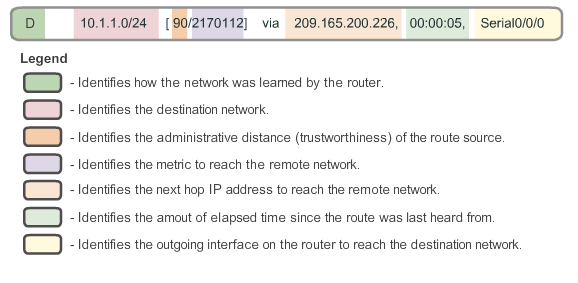 D 10.1.1.0/24 [ 90/2170112] via 209.165.200.226, 00:00:05, Serial0/0/0
Legend
- Identifies how the network was learned by the router.
- Identifies the destination network.
- Identifies the administrative distance (trustworthiness) of the route source.
- Identifies the metric to reach the remote network.
- Identifies the next hop IP address to reach the remote network.
- Identifies the amout of elapsed time since the route was last heard from.
- Identifies the outgoing interface on the router to reach the destination network.